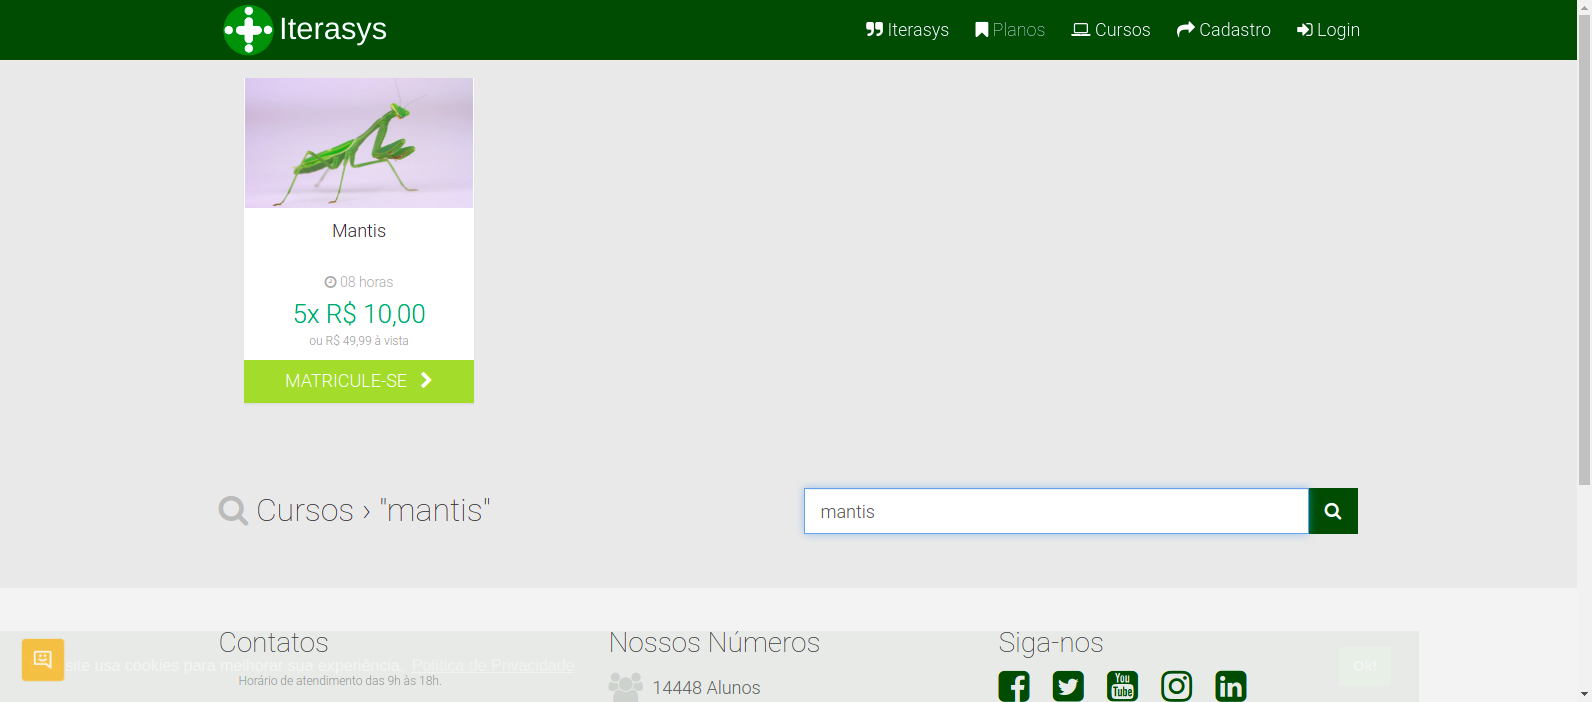 Iterasys
Iterasys Planos Cursos Cadastro Login
Mantis
08 horas
5x R$ 10,00
ou R$ 49,99 à vista
MATRICULE-SE
Cursos › "mantis"
mantis
Contatos
Nossos Números
Siga-nos
site usa cookies para melhorar sua experiência. Política de Privacidade
Ok!
Horário de atendimento das 9h às 18h.
14448 Alunos
You
Tube